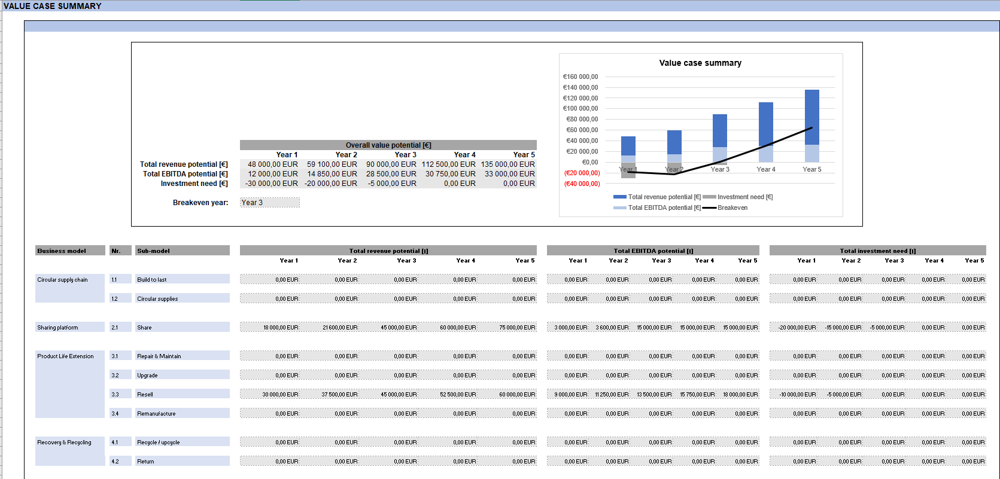 VALUE CASE SUMMARY
Value case summary
€160 000,00
€140 000,00
€120 000,00
€100 000,00
€80 000,00
€60 000,00
€40 000,00
€20 000,00
€0,00
(€20 000,00)
(€40 000,00)
Year 1 Year 2 Year 3 Year 4 Year 5
Total revenue potential [€] Investment need [€]
Total EBITDA potential [€] Breakeven
Overall value potential [€]
Year 1 Year 2 Year 3 Year 4 Year 5
Total revenue potential [€] 48 000,00 EUR 59 100,00 EUR 90 000,00 EUR 112 500,00 EUR 135 000,00 EUR
Total EBITDA potential [€] 12 000,00 EUR 14 850,00 EUR 28 500,00 EUR 30 750,00 EUR 33 000,00 EUR
Investment need [€] -30 000,00 EUR -20 000,00 EUR -5 000,00 EUR 0,00 EUR 0,00 EUR
Breakeven year: Year 3
Business model Nr. Sub-model Total revenue potential [ı] Total EBITDA potential [ı] Total investment need [ı]
Year 1 Year 2 Year 3 Year 4 Year 5 Year 1 Year 2 Year 3 Year 4 Year 5 Year 1 Year 2 Year 3 Year 4 Year 5
Circular supply chain 1.1 Build to last 0,00 EUR 0,00 EUR 0,00 EUR 0,00 EUR 0,00 EUR 0,00 EUR 0,00 EUR 0,00 EUR 0,00 EUR 0,00 EUR 0,00 EUR 0,00 EUR 0,00 EUR 0,00 EUR 0,00 EUR
1.2 Circular supplies 0,00 EUR 0,00 EUR 0,00 EUR 0,00 EUR 0,00 EUR 0,00 EUR 0,00 EUR 0,00 EUR 0,00 EUR 0,00 EUR 0,00 EUR 0,00 EUR 0,00 EUR 0,00 EUR 0,00 EUR
Sharing platform 2.1 Share 18 000,00 EUR 21 600,00 EUR 45 000,00 EUR 60 000,00 EUR 75 000,00 EUR 3 000,00 EUR 3 600,00 EUR 15 000,00 EUR 15 000,00 EUR 15 000,00 EUR -20 000,00 EUR -15 000,00 EUR -5 000,00 EUR 0,00 EUR 0,00 EUR
Product Life Extension 3.1 Repair & Maintain 0,00 EUR 0,00 EUR 0,00 EUR 0,00 EUR 0,00 EUR 0,00 EUR 0,00 EUR 0,00 EUR 0,00 EUR 0,00 EUR 0,00 EUR 0,00 EUR 0,00 EUR 0,00 EUR 0,00 EUR
3.2 Upgrade 0,00 EUR 0,00 EUR 0,00 EUR 0,00 EUR 0,00 EUR 0,00 EUR 0,00 EUR 0,00 EUR 0,00 EUR 0,00 EUR 0,00 EUR 0,00 EUR 0,00 EUR 0,00 EUR 0,00 EUR
3.3 Resell 30 000,00 EUR 37 500,00 EUR 45 000,00 EUR 52 500,00 EUR 60 000,00 EUR 9 000,00 EUR 11 250,00 EUR 13 500,00 EUR 15 750,00 EUR 18 000,00 EUR -10 000,00 EUR -5 000,00 EUR 0,00 EUR 0,00 EUR 0,00 EUR
3.4 Remanufacture 0,00 EUR 0,00 EUR 0,00 EUR 0,00 EUR 0,00 EUR 0,00 EUR 0,00 EUR 0,00 EUR 0,00 EUR 0,00 EUR 0,00 EUR 0,00 EUR 0,00 EUR 0,00 EUR 0,00 EUR
Recovery & Recycling 4.1 Recycle / upcycle 0,00 EUR 0,00 EUR 0,00 EUR 0,00 EUR 0,00 EUR 0,00 EUR 0,00 EUR 0,00 EUR 0,00 EUR 0,00 EUR 0,00 EUR 0,00 EUR 0,00 EUR 0,00 EUR 0,00 EUR
4.2 Return 0,00 EUR 0,00 EUR 0,00 EUR 0,00 EUR 0,00 EUR 0,00 EUR 0,00 EUR 0,00 EUR 0,00 EUR 0,00 EUR 0,00 EUR 0,00 EUR 0,00 EUR 0,00 EUR 0,00 EUR